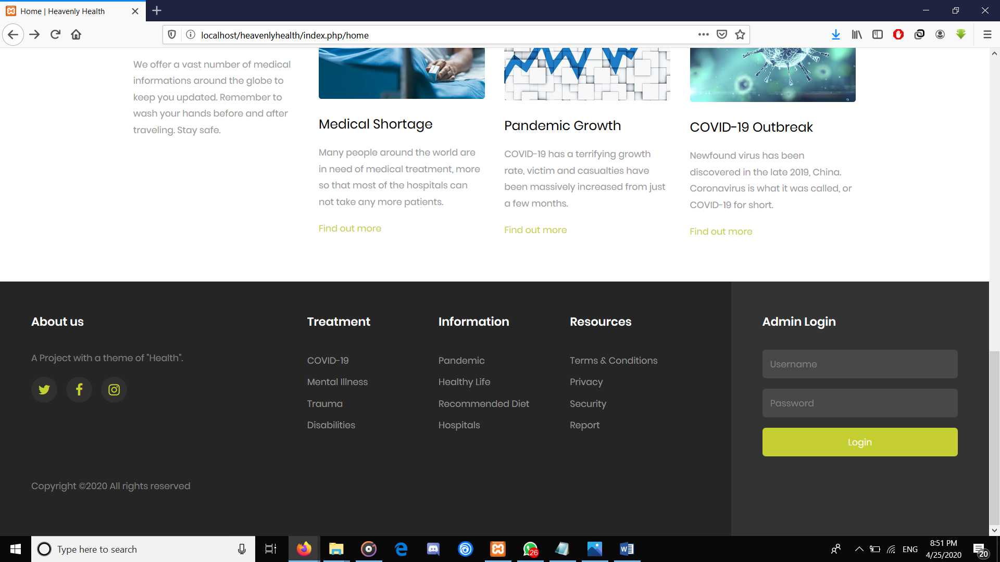 Home | Heavenly Health
localhost/heavenlyhealth/index.php/home
We offer a vast number of medical
informations around the globe to
keep you updated. Remember to
wash your hands before and after
traveling. Stay safe.
Medical Shortage
Many people around the world are
in need of medical treatment, more
so that most of the hospitals can
not take any more patients.
Find out more
Pandemic Growth
COVID-19 has a terrifying growth
rate, victim and casualties have
been massively increased from just
a few months.
Find out more
COVID-19 Outbreak
Newfound virus has been
discovered in the late 2019, China.
Coronavirus is what it was called, or
COVID-19 for short.
Find out more
About us
A Project with a theme of "Health".
Copyright ©2020 All rights reserved
Treatment
COVID-19
Mental Illness
Trauma
Disabilities
Information
Pandemic
Healthy Life
Recommended Diet
Hospitals
Resources
Terms & Conditions
Privacy
Security
Report
Admin Login
Username
Password
Login
Type here to search
26
ENG
8:51 PM
4/25/2020
20